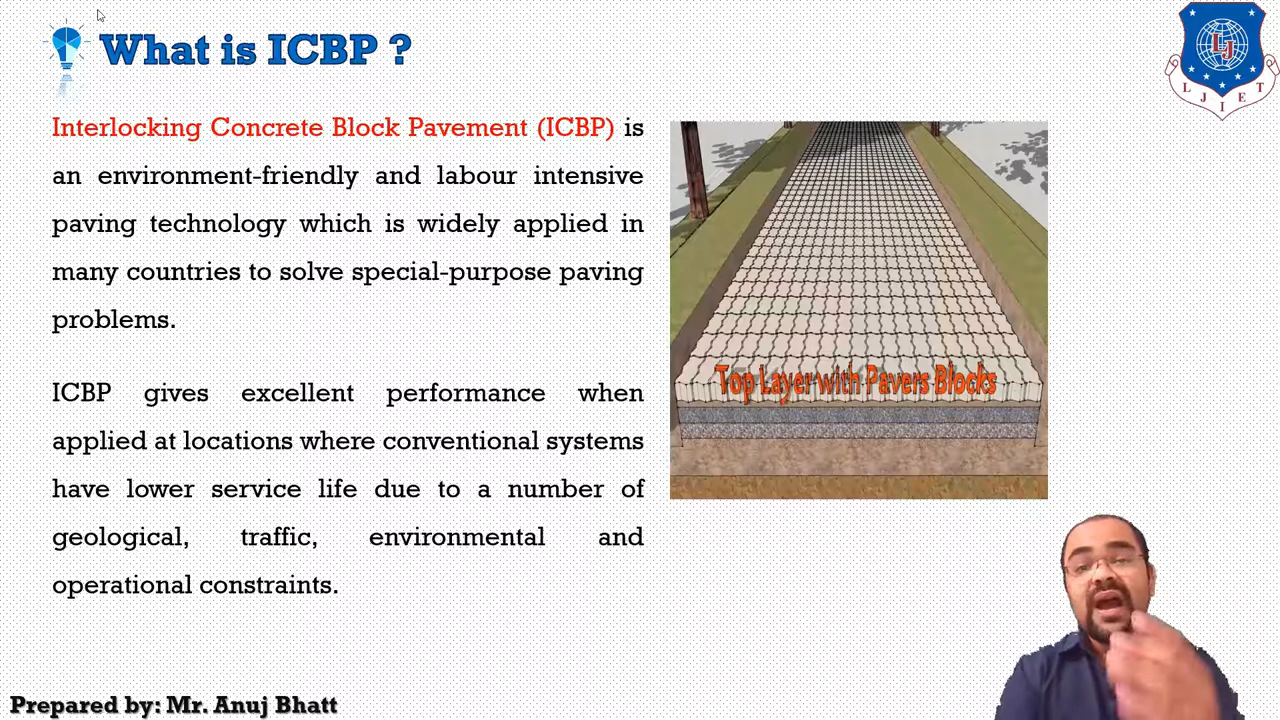 What is ICBP ?
LJIET
Interlocking Concrete Block Pavement (ICBP) is
an environment-friendly and labour intensive
paving technology which is widely applied in
many countries to solve special-purpose paving
problems.
ICBP gives excellent performance when
applied at locations where conventional systems
have lower service life due to a number of
geological, traffic, environmental and
operational constraints.
Top Layer with Pavers Blocks
Prepared by: Mr. Anuj Bhatt